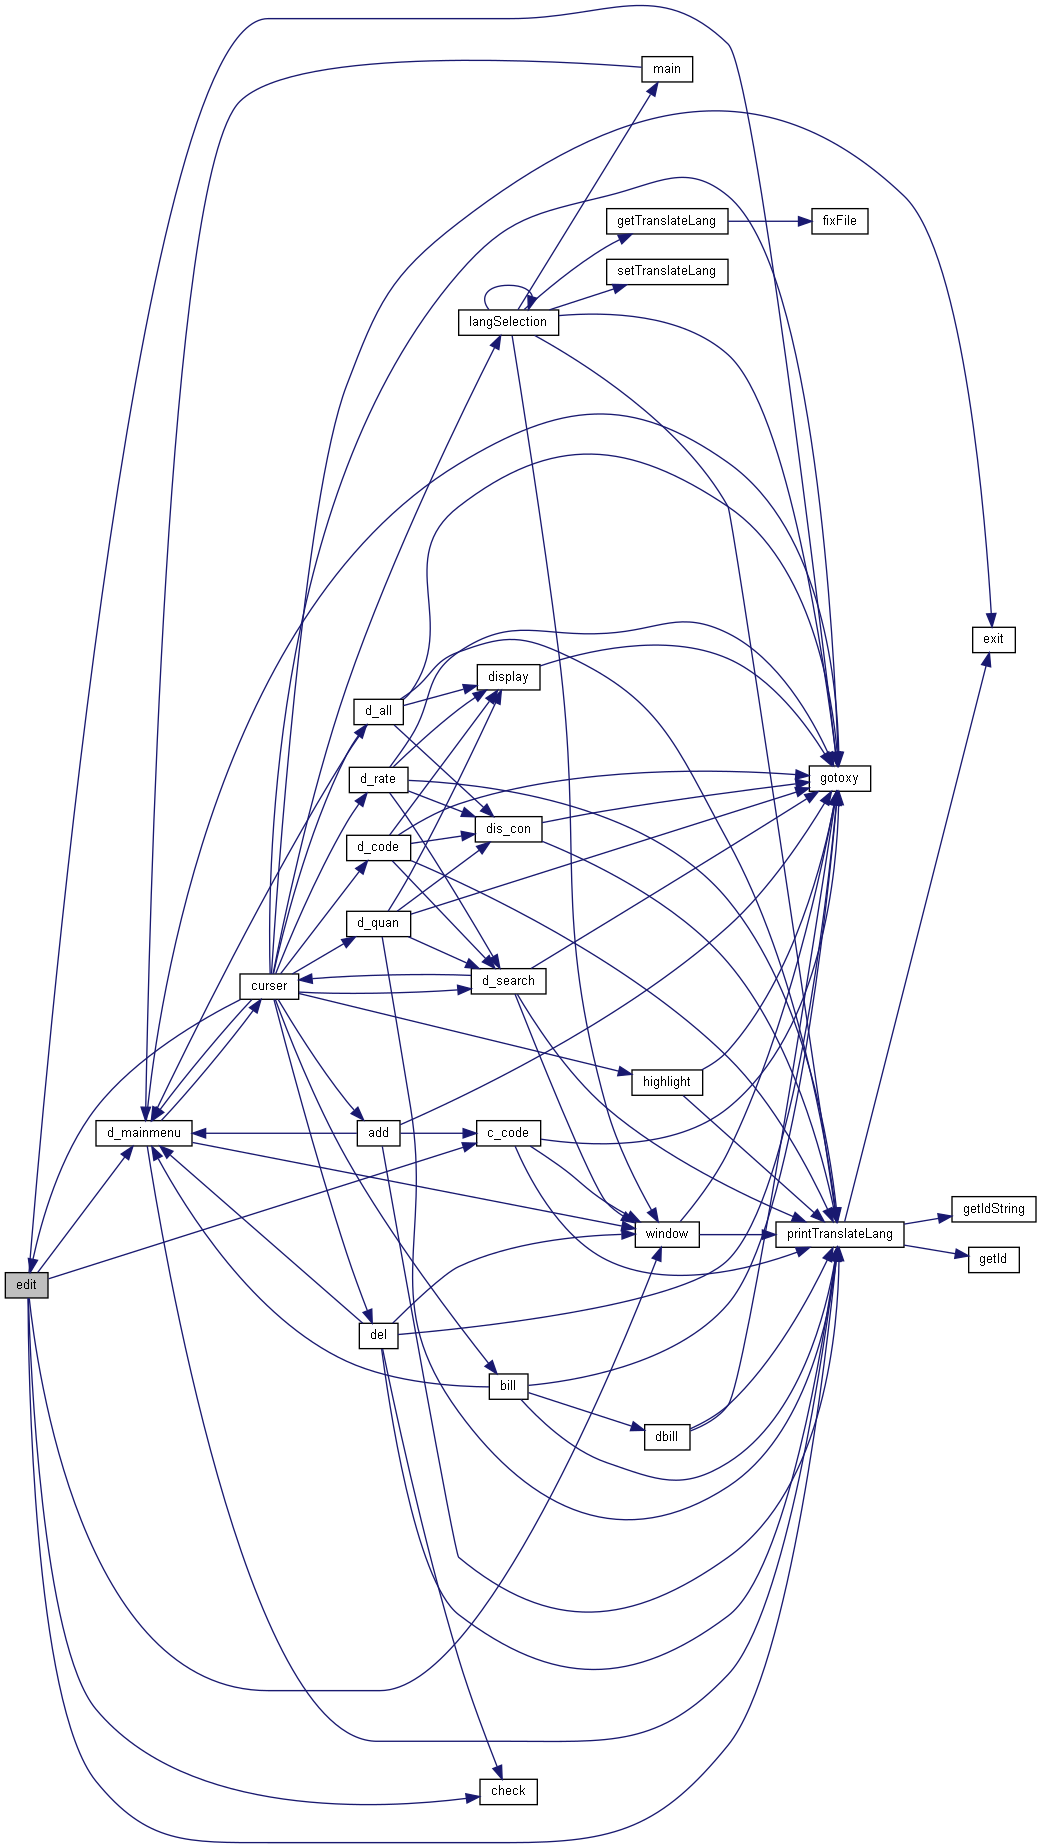 main
getTranslateLang
fixFile
setTranslateLang
langSelection
exit
display
d_all
d_rate
gotoxy
dis_con
d_code
d_quan
d_search
curser
highlight
d_mainmenu
add
c_code
getIdString
window
printTranslateLang
getId
edit
del
bill
dbill
check